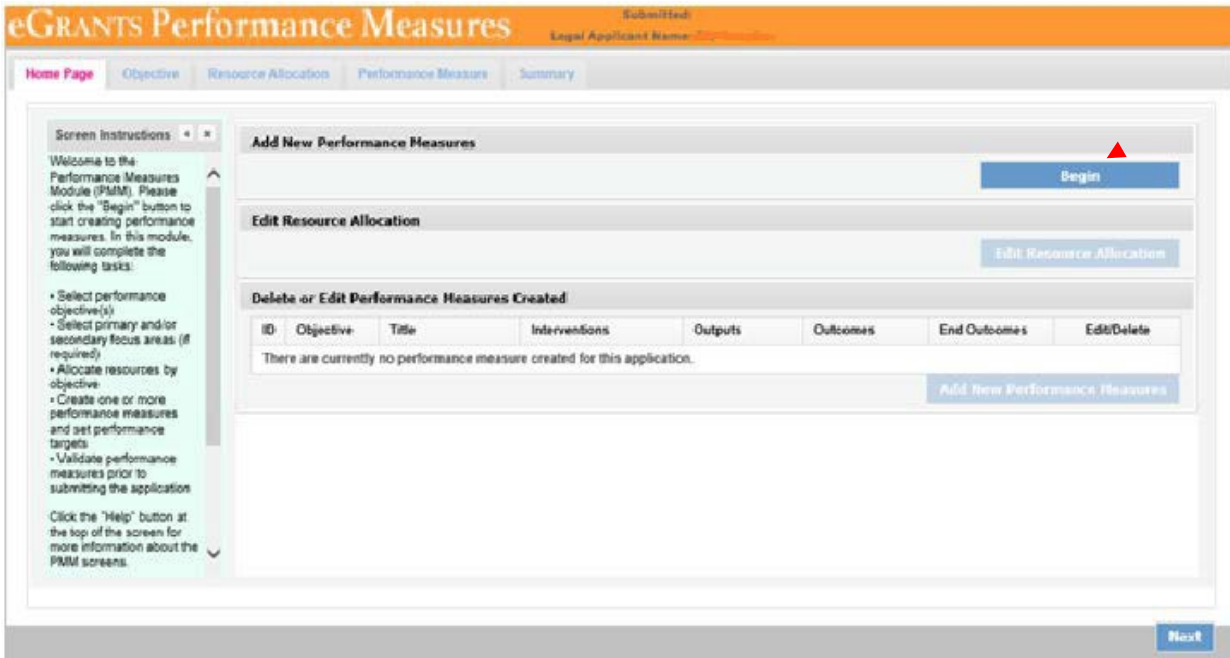 eGRANTS Performance Measures
Submitted:
Legal Applicant Name:
Home Page Objective Resource Allocation Performance Measure Summary
Screen Instructions
Welcome to the
Performance Measures
Module (PMM). Please
click the "Begin" button to
start creating performance
measures. In this module,
you will complete the
following tasks:
• Select performance
objective(s)
• Select primary and/or
secondary focus areas (if
required)
• Allocate resources by
objective
• Create one or more
performance measures
and set performance
targets
• Validate performance
measures prior to
submitting the application
Click the "Help" button at
the top of the screen for
more information about the
PMM screens.
Add New Performance Measures
Begin
Edit Resource Allocation
Edit Resource Allocation
Delete or Edit Performance Measures Created
ID Objective Title Interventions Outputs Outcomes End Outcomes Edit/Delete
There are currently no performance measure created for this application.
Add New Performance Measures
Next